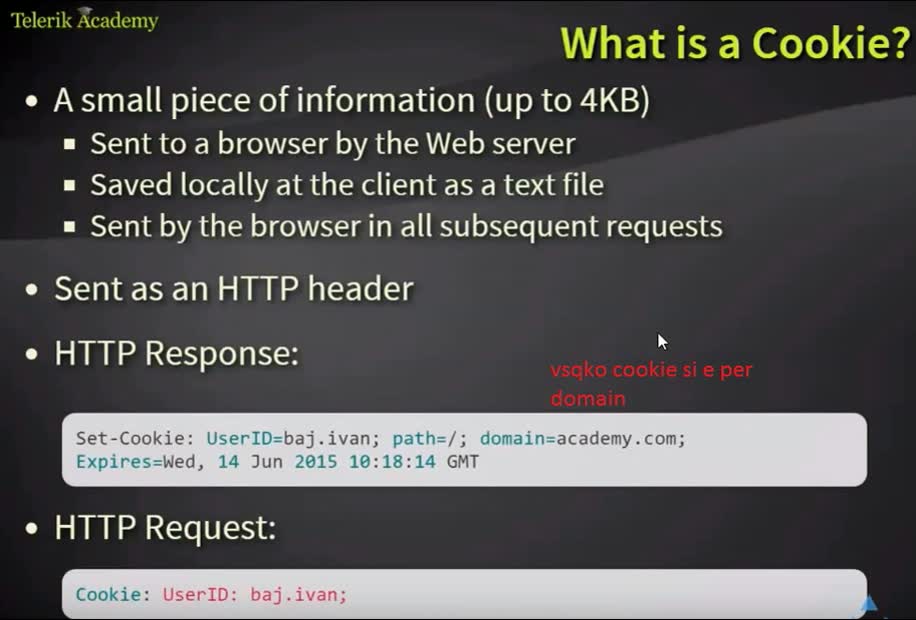 Telerik Academy
What is a Cookie?
A small piece of information (up to 4KB)
Sent to a browser by the Web server
Saved locally at the client as a text file
Sent by the browser in all subsequent requests
Sent as an HTTP header
HTTP Response:
vsqko cookie si e per
domain
Set-Cookie: UserID=baj.ivan; path=/; domain=academy.com;
Expires=Wed, 14 Jun 2015 10:18:14 GMT
HTTP Request:
Cookie: UserID: baj.ivan;